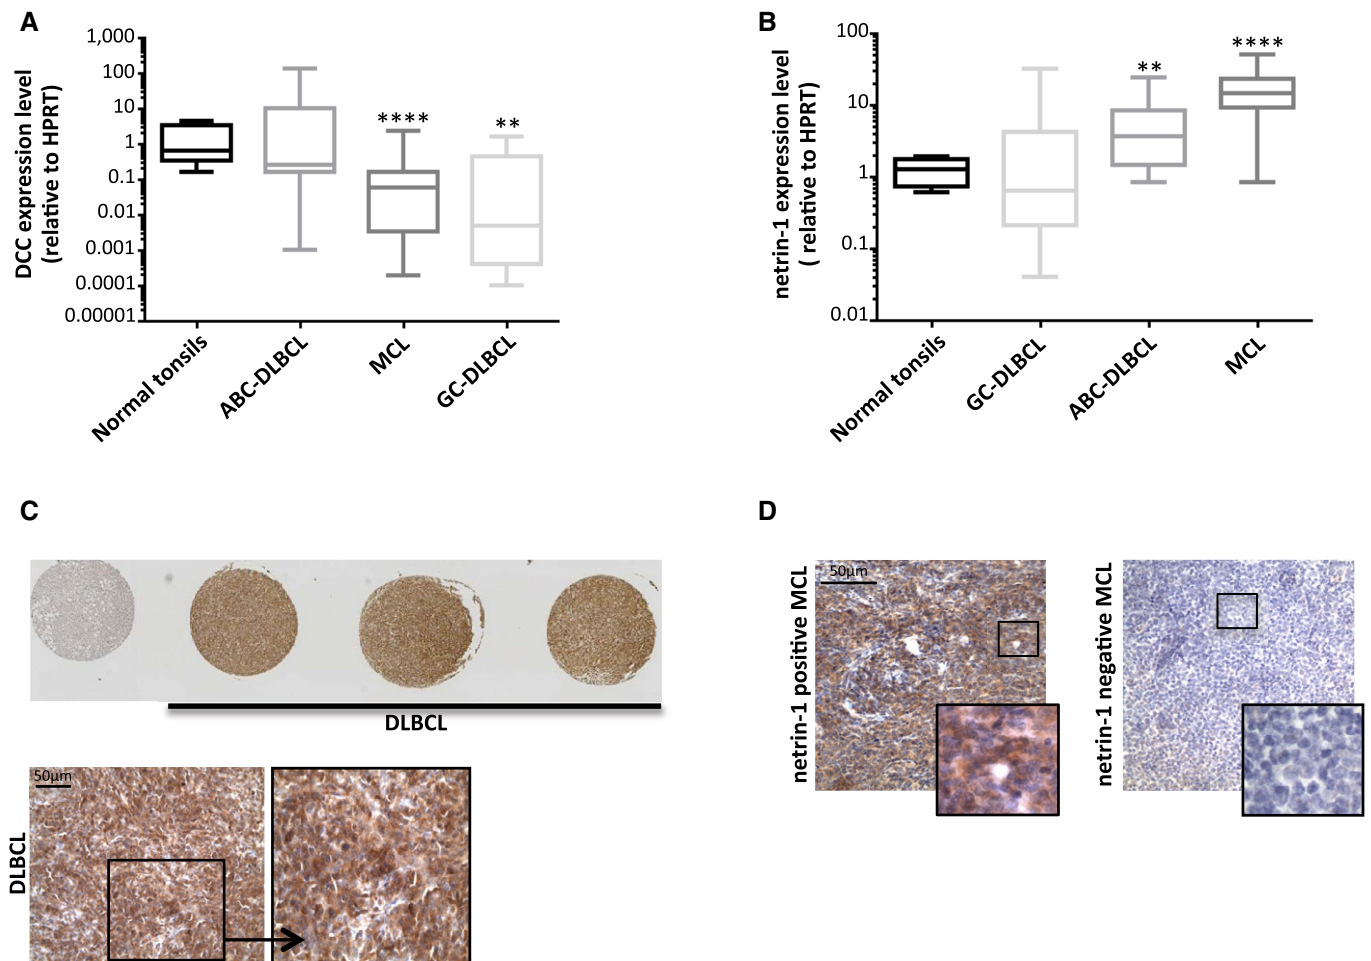 A
DCC expression level
(relative to HPRT)
1,000
100
10
1
0.1
0.01
0.001
0.0001
0.00001
****
**
Normal tonsils
ABC-DLBCL
MCL
GC-DLBCL
B
netrin-1 expression level
( relative to HPRT)
100
10
1
0.1
0.01
**
****
Normal tonsils
GC-DLBCL
ABC-DLBCL
MCL
C
DLBCL
DLBCL
50µm
D
netrin-1 positive MCL
50µm
netrin-1 negative MCL